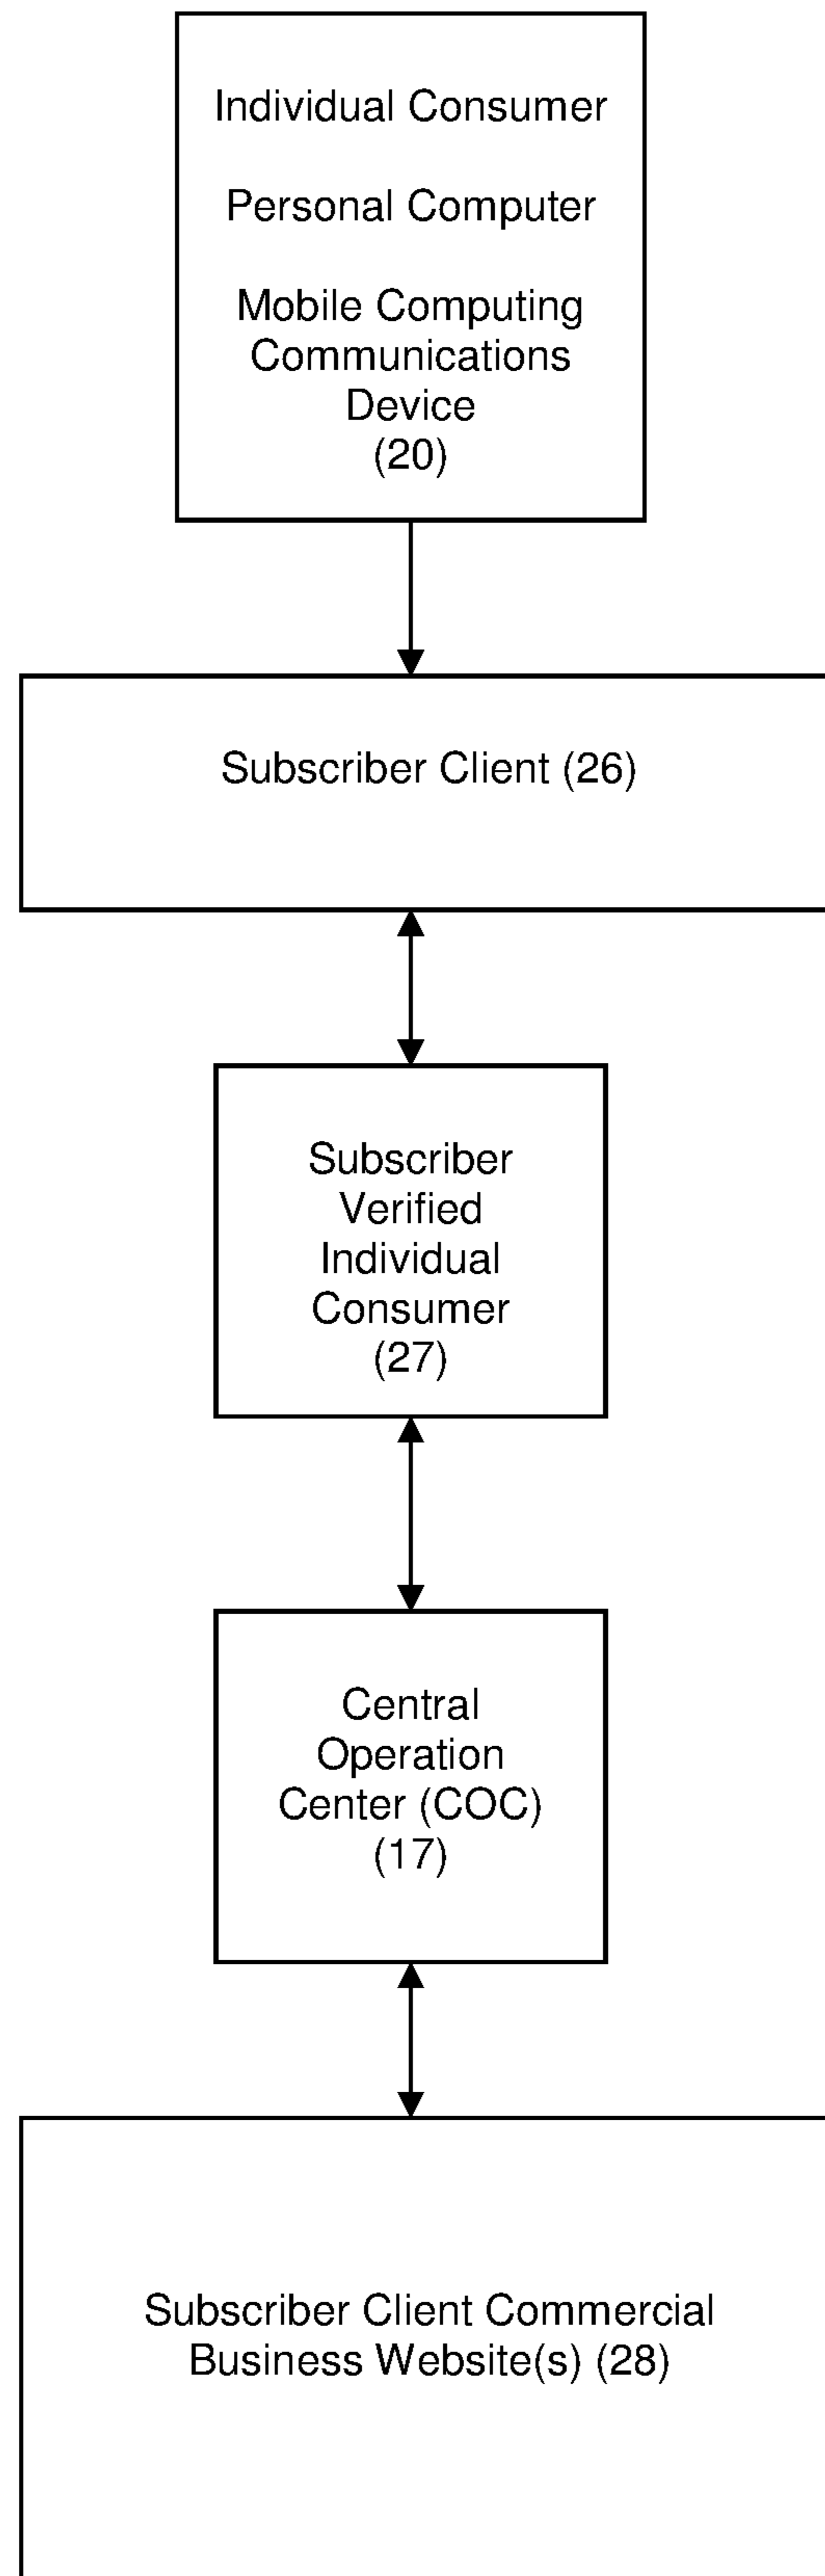 Individual Consumer
Personal Computer
Mobile Computing
Communications
Device
(20)
Subscriber Client (26)
Subscriber
Verified
Individual
Consumer
(27)
Central
Operation
Center (COC)
(17)
Subscriber Client Commercial
Business Website(s) (28)